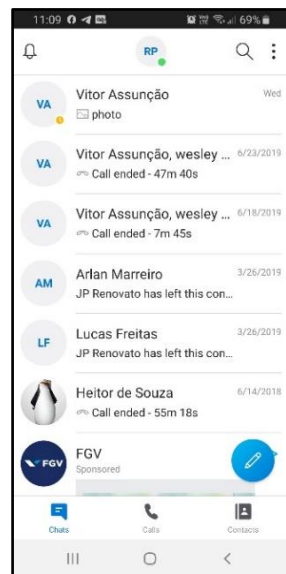 11:09 69%
RP
VA Vitor Assunção Wed
photo
VA Vitor Assunção, wesley ... 6/23/2019
Call ended - 47m 40s
VA Vitor Assunção, wesley ... 6/18/2019
Call ended - 7m 45s
AM Arlan Marreiro 3/26/2019
JP Renovato has left this con...
LF Lucas Freitas 3/26/2019
JP Renovato has left this con...
Heitor de Souza 6/14/2018
Call ended - 55m 18s
FGV FGV
Sponsored
Chats Calls Contacts